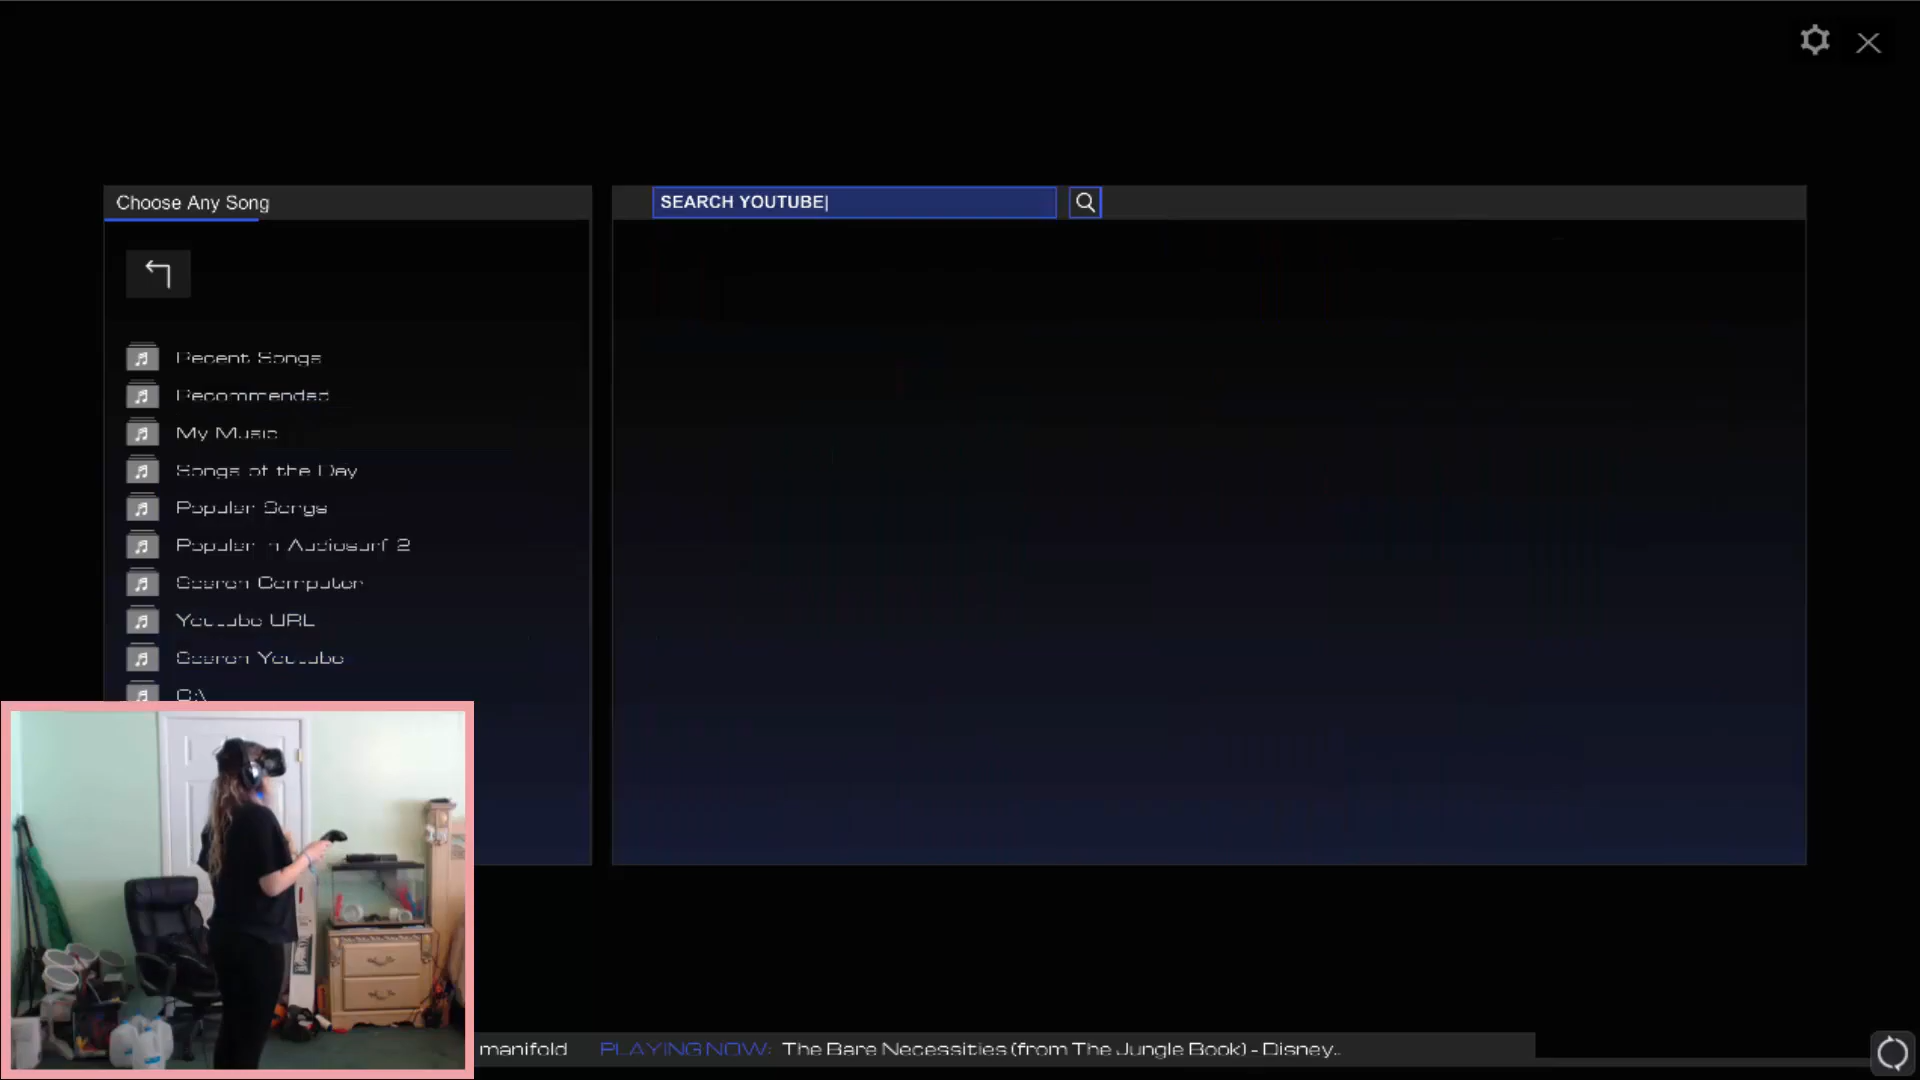 Choose Any Song
SEARCH YOUTUBE
Recent Songs
Recommended
My Music
Songs of the Day
Popular Songs
Popular in Audiosurf 2
Search Computer
Youtube URL
Search Youtube
C:\
manifold PLAYING NOW: The Bare Necessities (from The Jungle Book) - Disney..